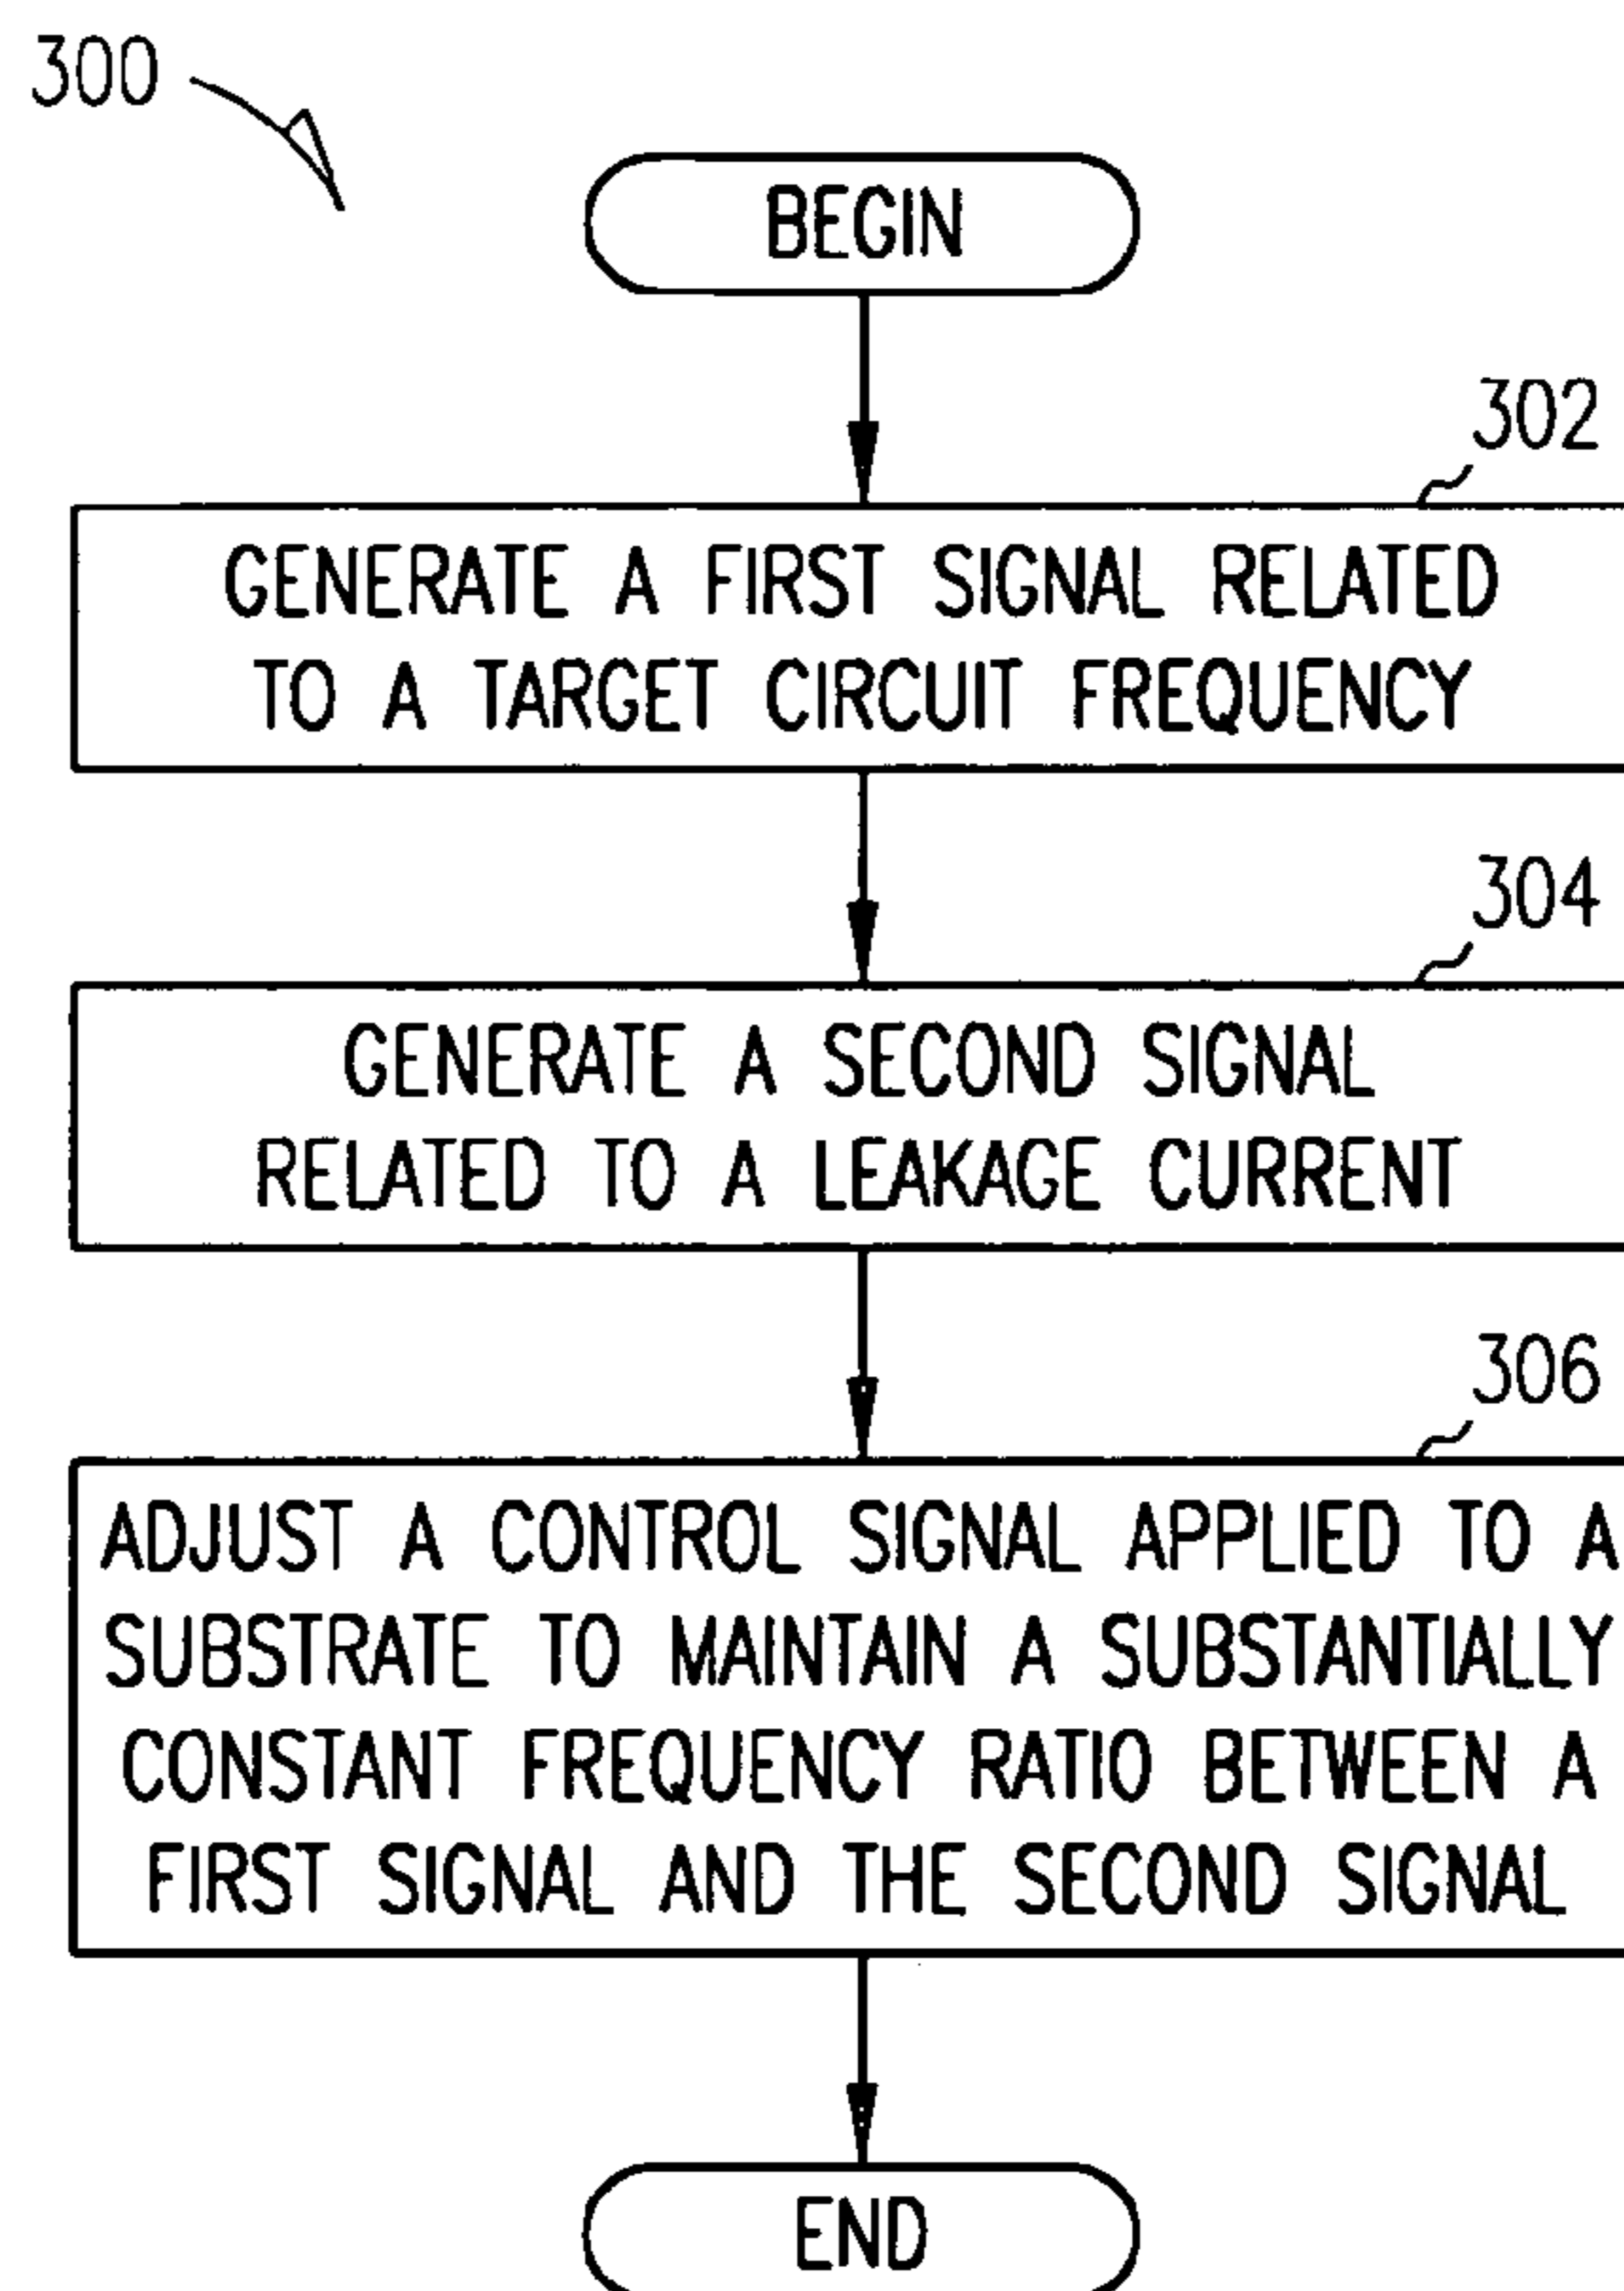 300
BEGIN
302
GENERATE A FIRST SIGNAL RELATED
TO A TARGET CIRCUIT FREQUENCY
304
GENERATE A SECOND SIGNAL
RELATED TO A LEAKAGE CURRENT
306
ADJUST A CONTROL SIGNAL APPLIED TO A
SUBSTRATE TO MAINTAIN A SUBSTANTIALLY
CONSTANT FREQUENCY RATIO BETWEEN A
FIRST SIGNAL AND THE SECOND SIGNAL
END